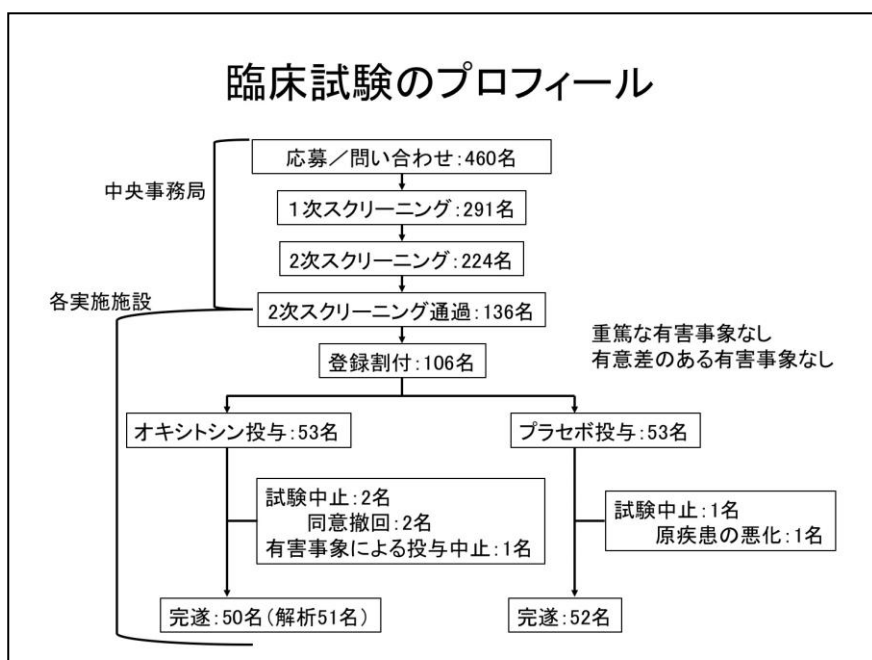 臨床試験のプロフィール
応募／問い合わせ:460名
中央事務局
１次スクリーニング:291名
2次スクリーニング:224名
各実施施設
2次スクリーニング通過:136名
重篤な有害事象なし
有意差のある有害事象なし
登録割付:106名
オキシトシン投与:53名
プラセボ投与:53名
試験中止:2名
同意撤回:2名
有害事象による投与中止:1名
試験中止:1名
原疾患の悪化:1名
完遂:50名(解析51名)
完遂:52名